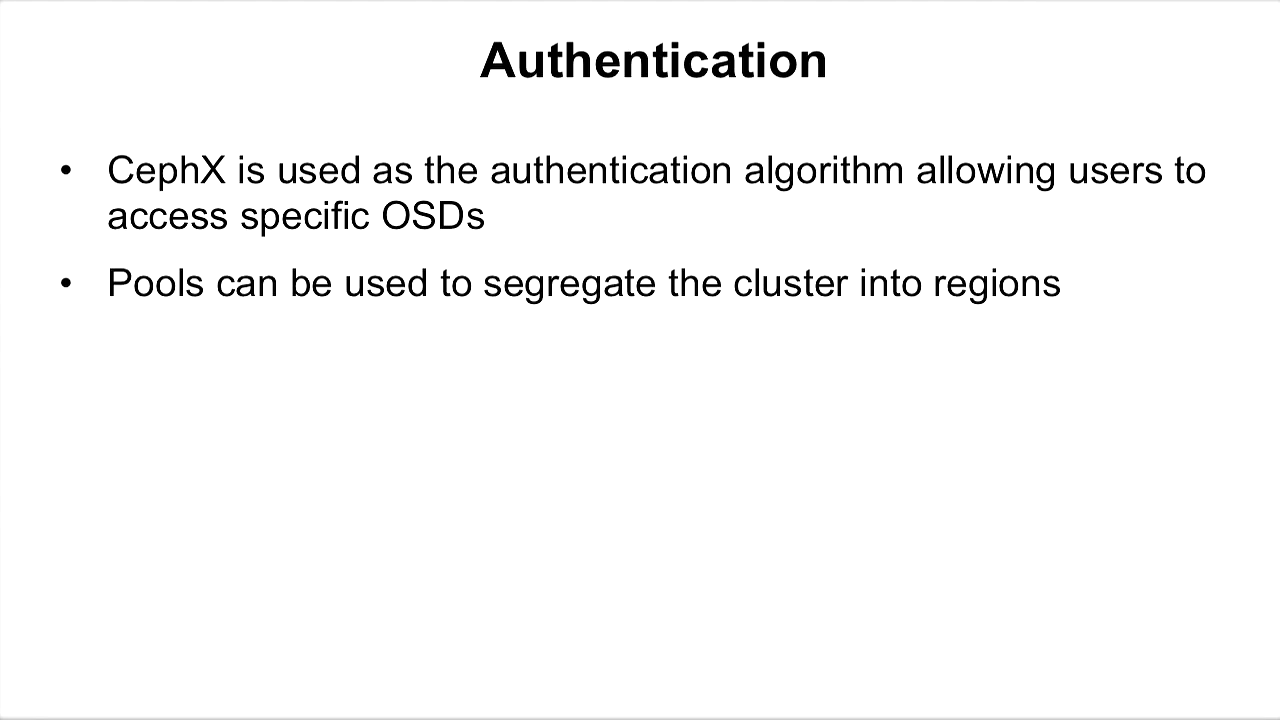 Authentication
• CephX is used as the authentication algorithm allowing users to
access specific OSDs
• Pools can be used to segregate the cluster into regions